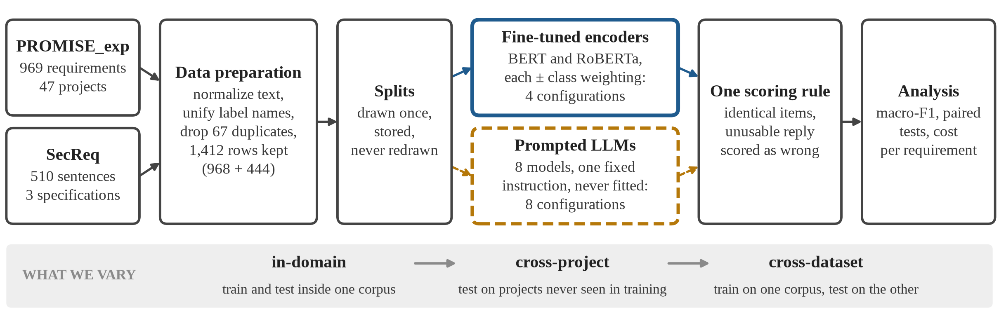 PROMISE_exp
969 requirements
47 projects
SecReq
510 sentences
3 specifications
Data preparation
normalize text,
unify label names,
drop 67 duplicates,
1,412 rows kept
(968 + 444)
Splits
drawn once,
stored,
never redrawn
Fine-tuned encoders
BERT and RoBERTa,
each ± class weighting:
4 configurations
Prompted LLMs
8 models, one fixed
instruction, never fitted:
8 configurations
One scoring rule
identical items,
unusable reply
scored as wrong
Analysis
macro-F1, paired
tests, cost
per requirement
WHAT WE VARY
in-domain
train and test inside one corpus
cross-project
test on projects never seen in training
cross-dataset
train on one corpus, test on the other